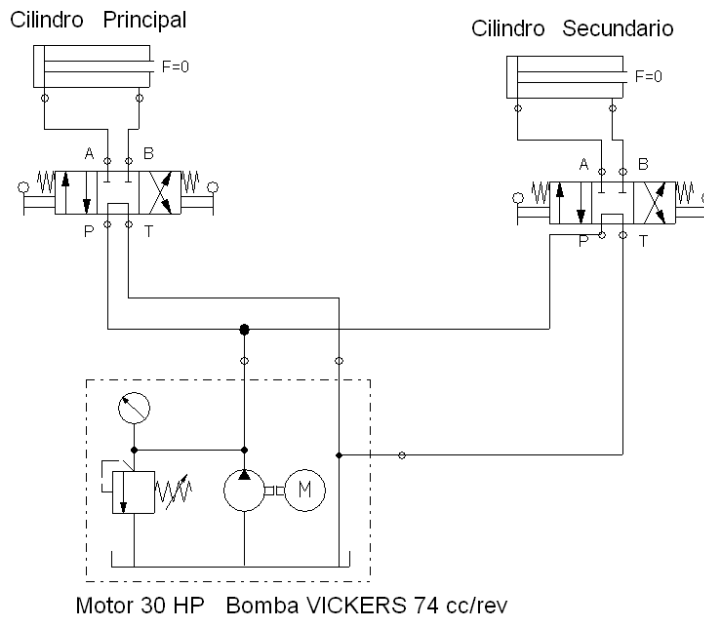 Cilindro Principal
Cilindro Secundario
F=0
F=0
A B
A B
P T
P T
M
Motor 30 HP Bomba VICKERS 74 cc/rev